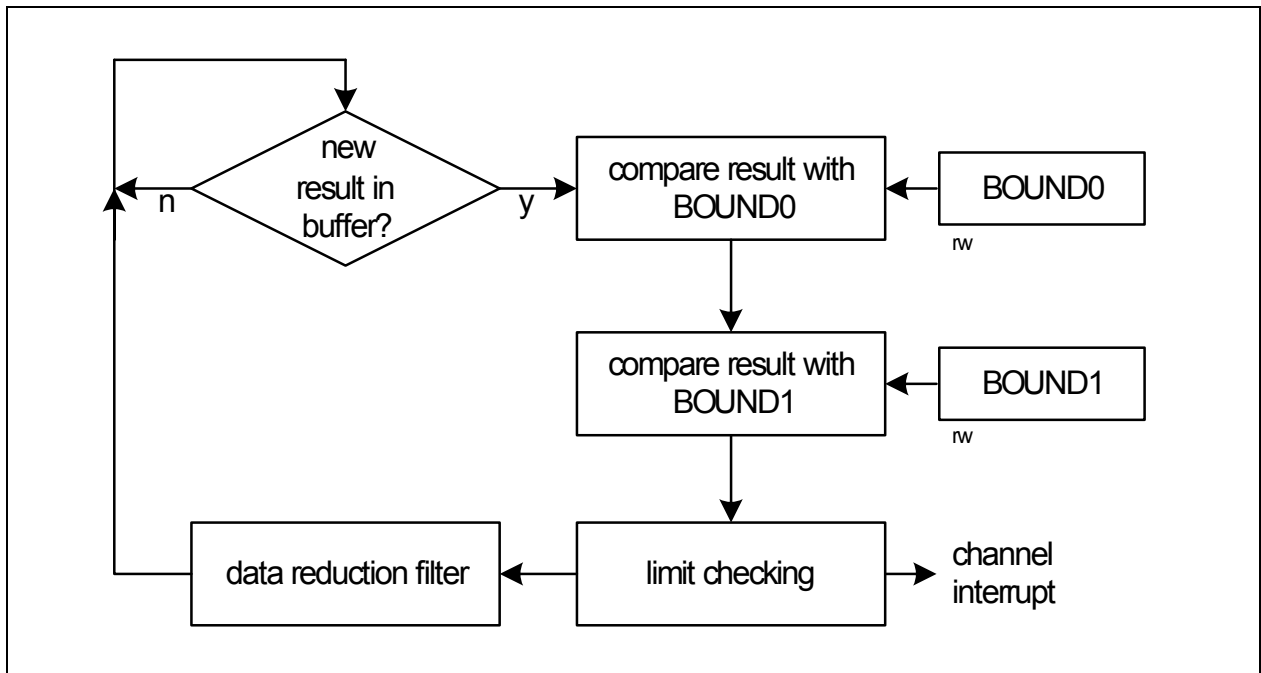 new
result in
buffer?
n
y
compare result with
BOUND0
BOUND0
rw
compare result with
BOUND1
BOUND1
rw
data reduction filter
limit checking
channel
interrupt